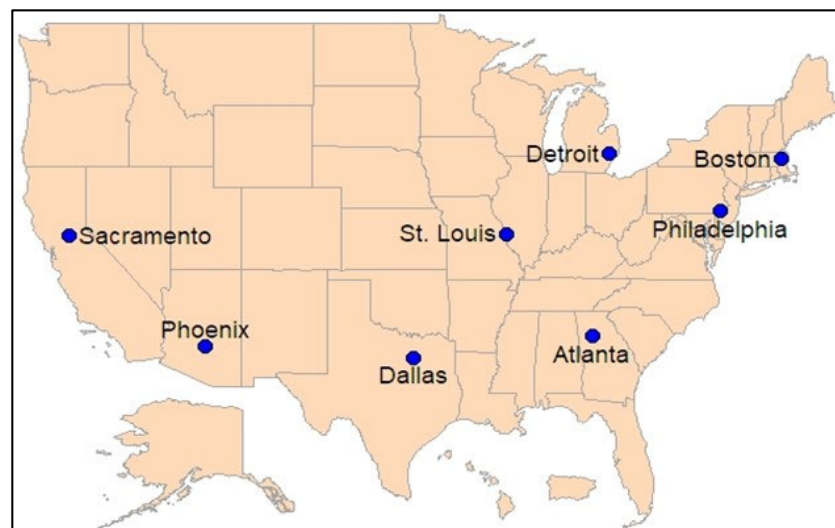 Detroit
Boston
Philadelphia
St. Louis
Sacramento
Phoenix
Atlanta
Dallas